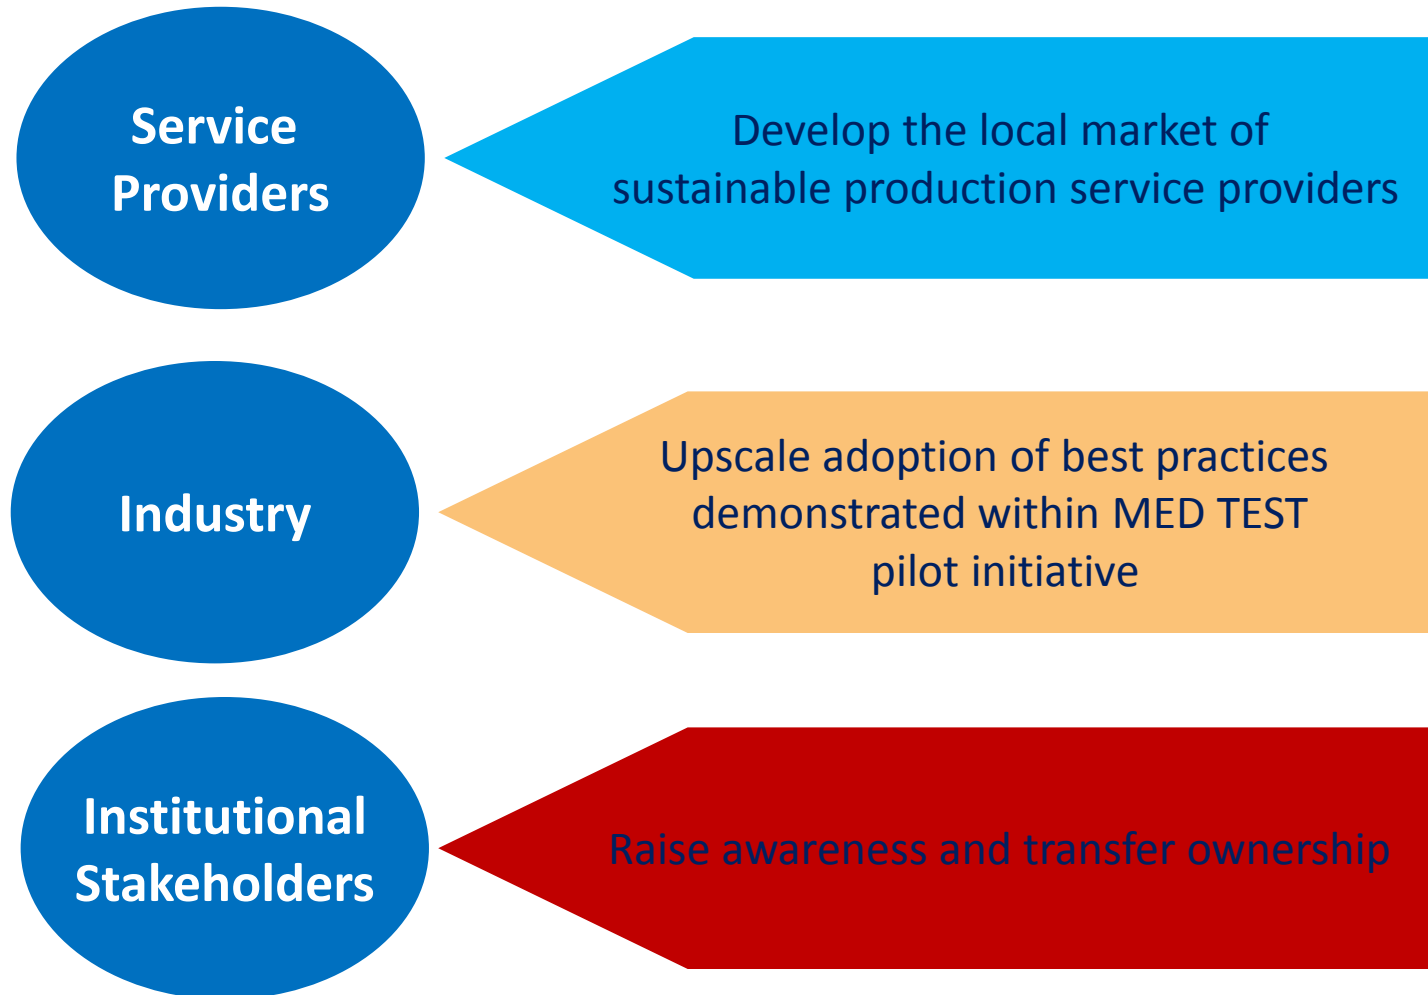 Service
Providers
Develop the local market of
sustainable production service providers
Industry
Upscale adoption of best practices
demonstrated within MED TEST
pilot initiative
Institutional
Stakeholders
Raise awareness and transfer ownership